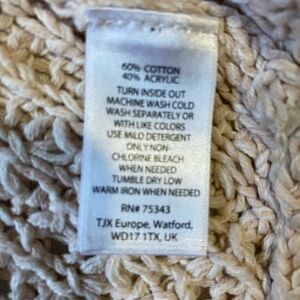 60% COTTON
40% ACRYLIC
TURN INSIDE OUT
MACHINE WASH COLD
WASH SEPARATELY OR
WITH LIKE COLORS
USE MILD DETERGENT
ONLY NON-
CHLORINE BLEACH
WHEN NEEDED
TUMBLE DRY LOW
WARM IRON WHEN NEEDED
RN# 75343
TJX Europe, Watford,
WD17 1TX, UK